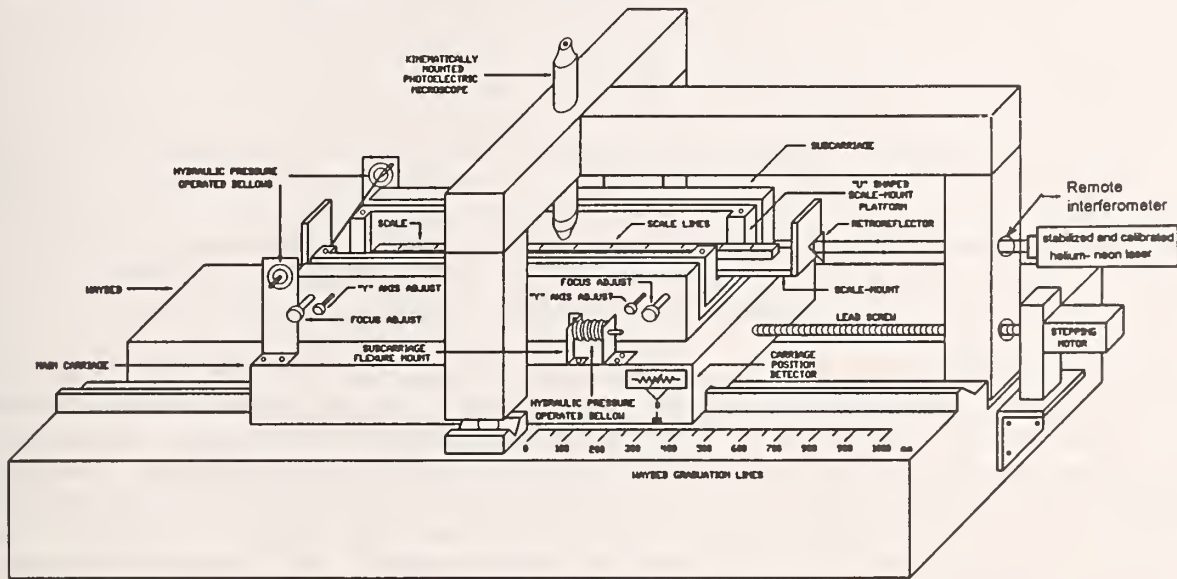 KINEMATICALLY
MOUNTED
PHOTOELECTRIC
MICROSCOPE
SUBCARRIAGE
HYDRAULIC PRESSURE
OPERATED BELLOWS
"U" SHAPED
SCALE-MOUNT
PLATFORM
Remote
interferometer
SCALE
SCALE LINES
RETROREFLECTOR
stabilized and calibrated
helium- neon laser
WAYBED
FOCUS ADJUST
"Y" AXIS ADJUST
"Y" AXIS ADJUST
SCALE-MOUNT
FOCUS ADJUST
LEAD SCREW
STEPPING
MOTOR
SUBCARRIAGE
FLEXURE MOUNT
MAIN CARRIAGE
CARRIAGE
POSITION
DETECTOR
HYDRAULIC PRESSURE
OPERATED BELLOW
0 100 200 300 400 500 600 700 800 900 1000 mm
WAYBED GRADUATION LINES